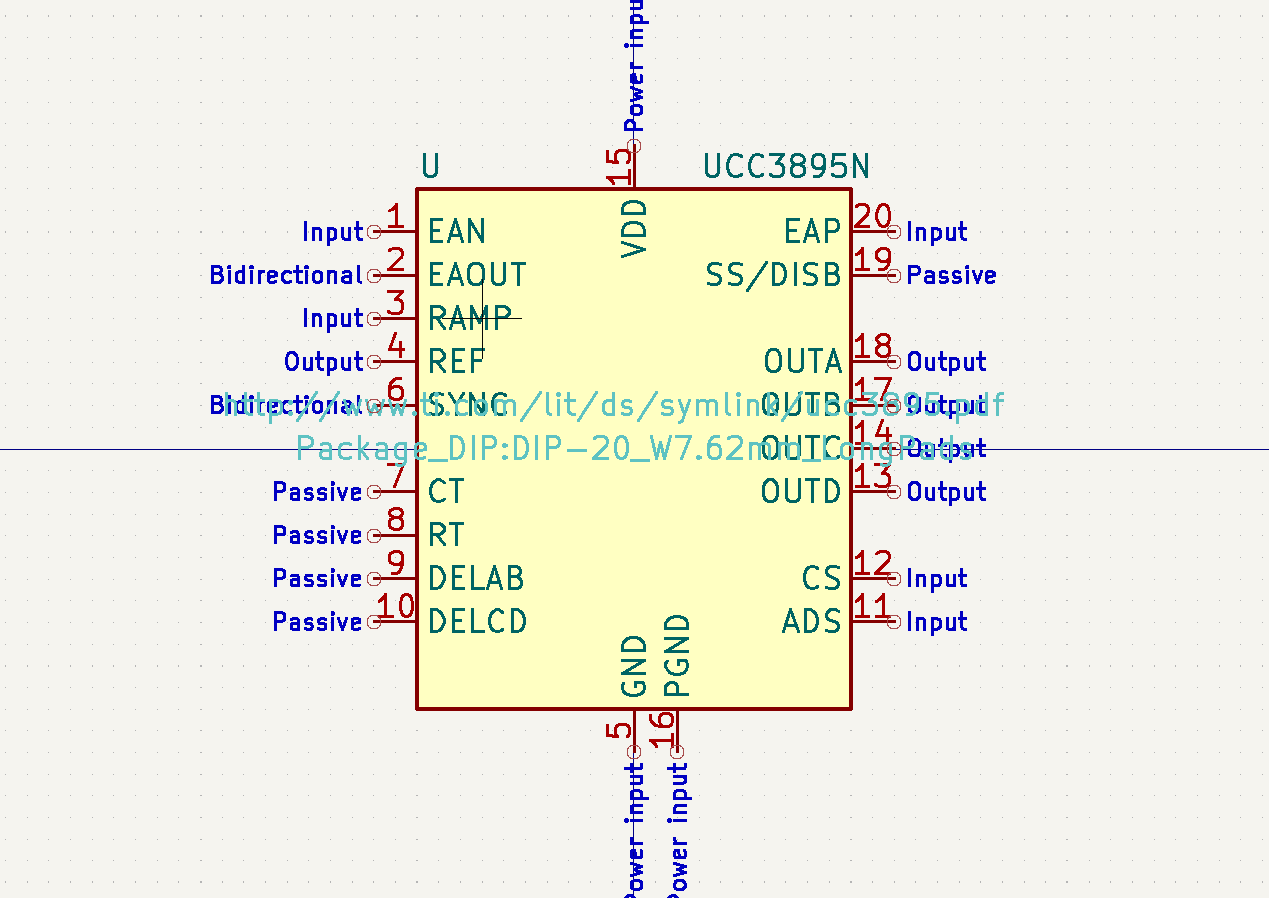 Power input
15
U UCC3895N
VDD
Input 1 EAN EAP 20 Input
Bidirectional 2 EAOUT SS/DISB 19 Passive
Input 3 RAMP
Output 4 REF OUTA 18 Output
Bidirectional 6 SYNC OUTB 17 Output
http://www.ti.com/lit/ds/symlink/ucc3895.pdf
OUTC 14 Output
Package_DIP:DIP-20_W7.62mm_LongPads
Passive 7 CT OUTD 13 Output
Passive 8 RT
Passive 9 DELAB CS 12 Input
Passive 10 DELCD ADS 11 Input
GND PGND
5 16
Power input Power input